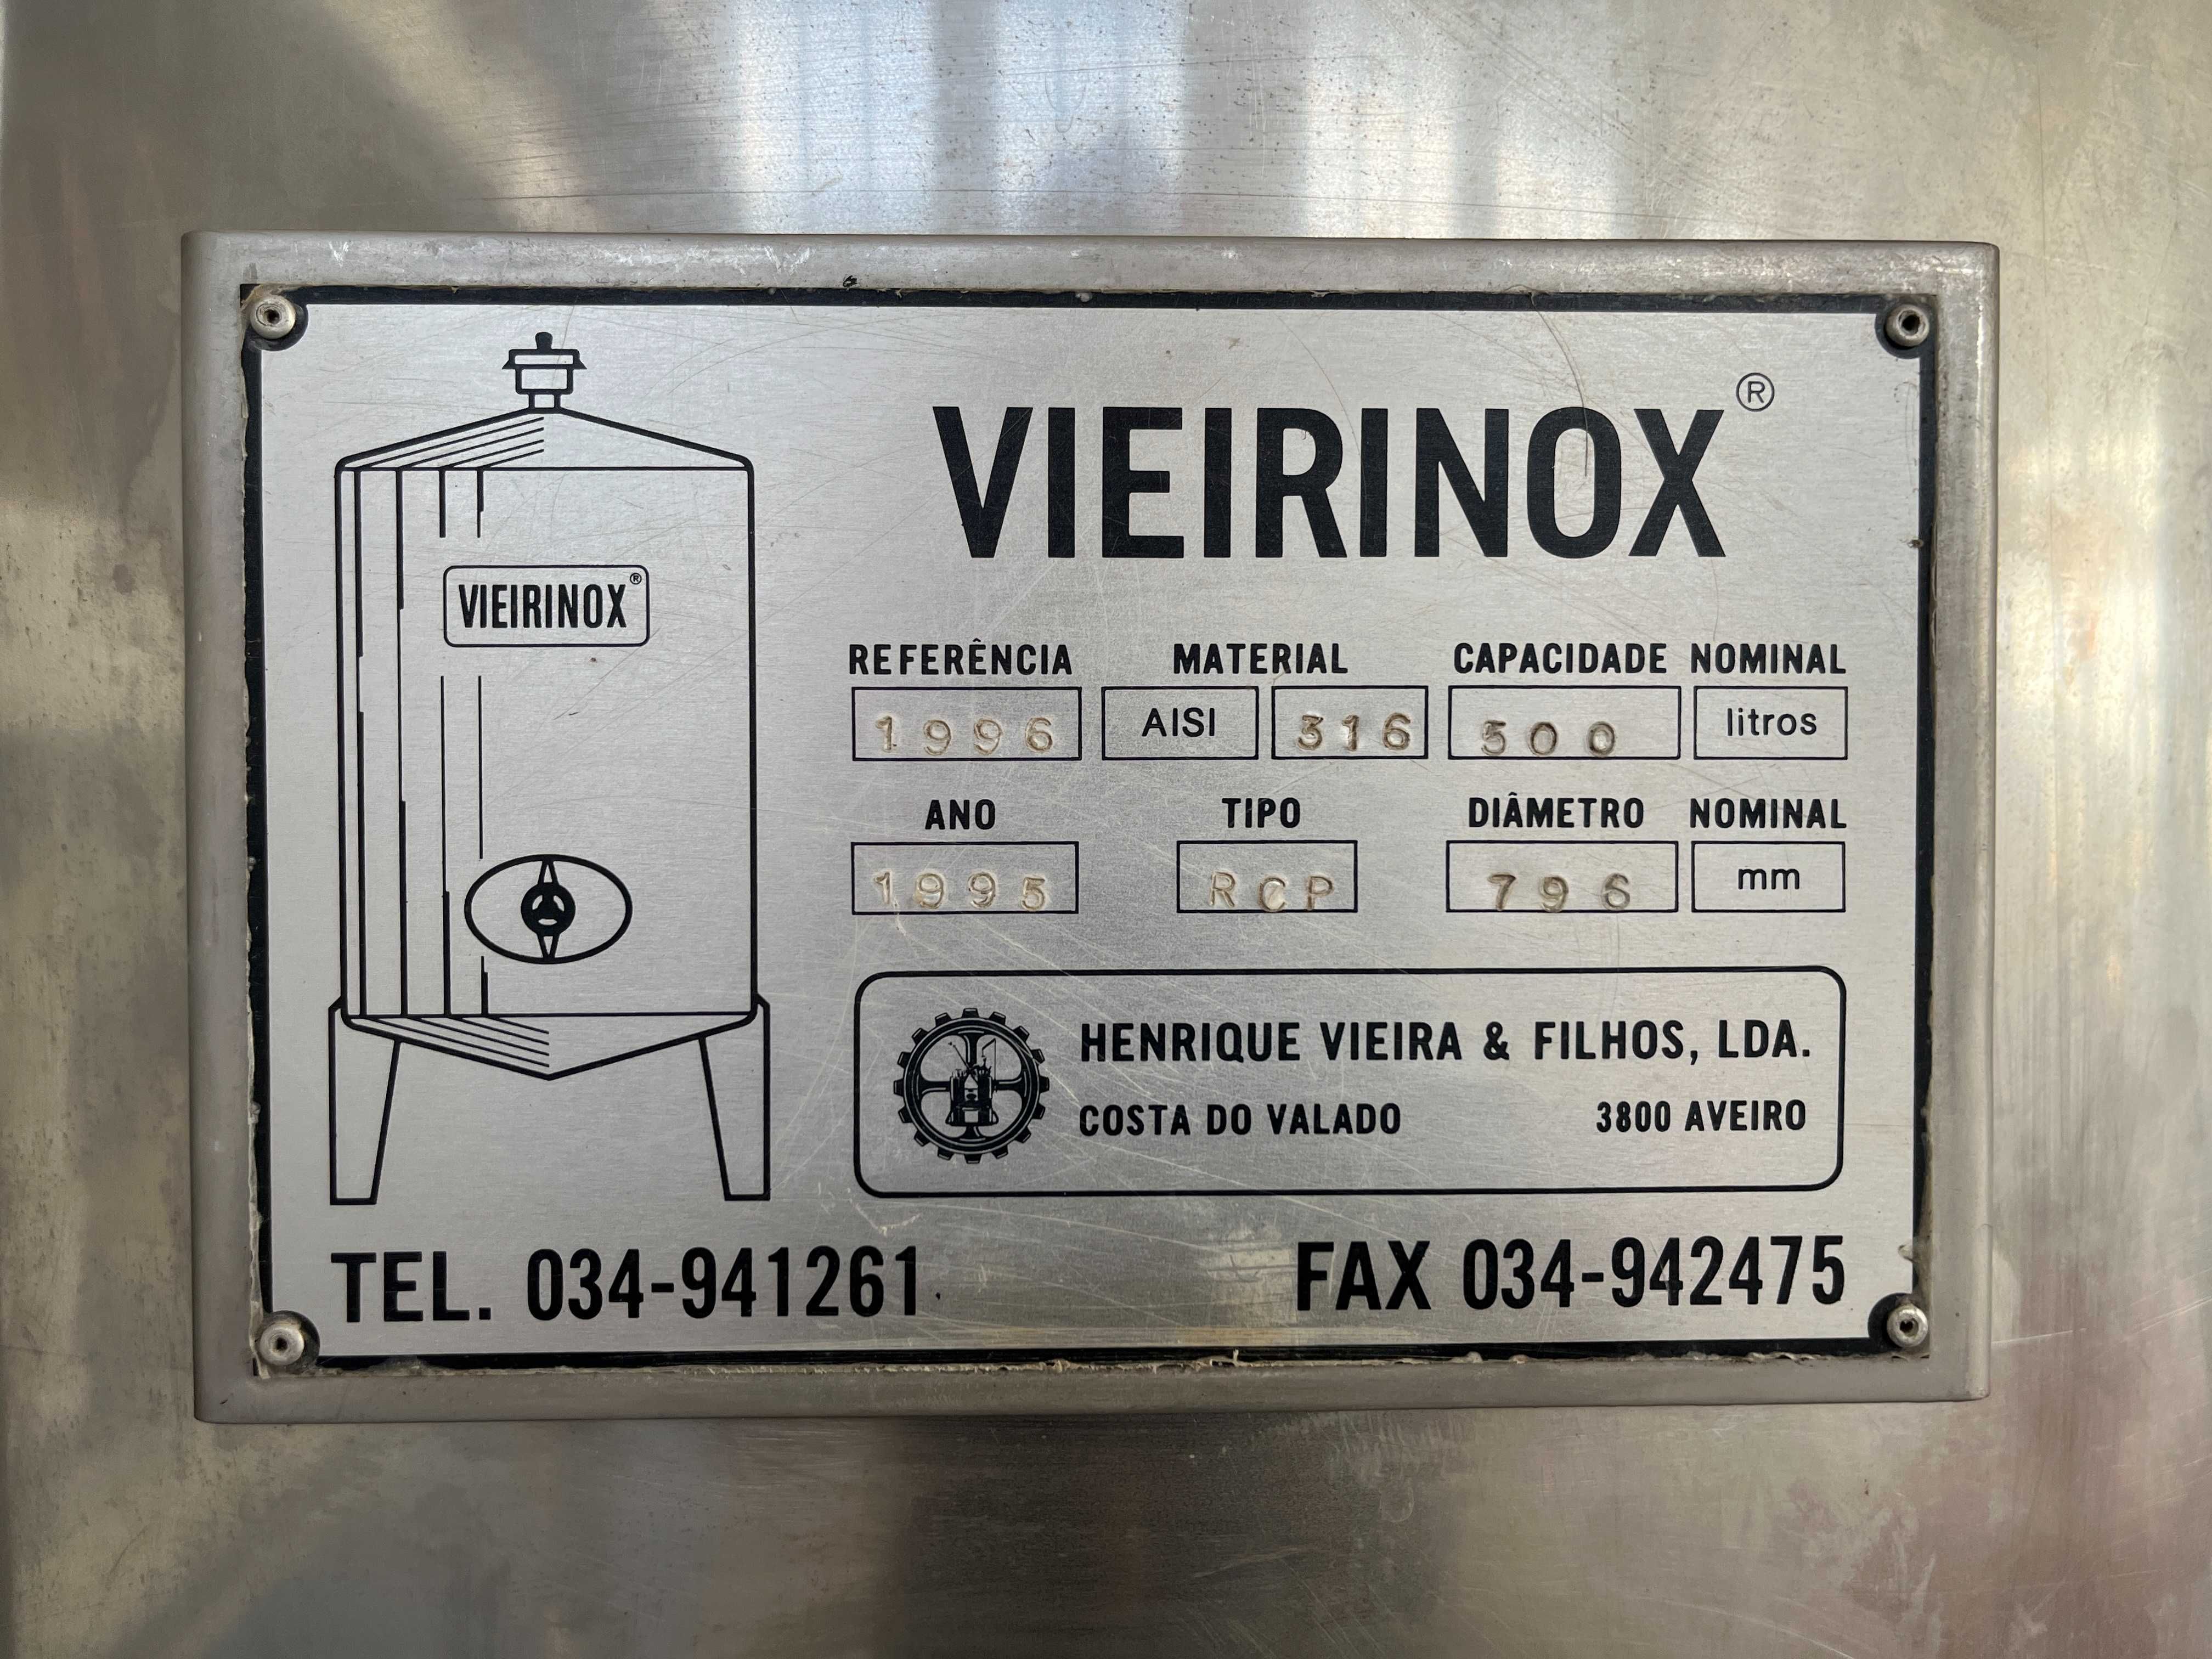 VIEIRINOX®
VIEIRINOX®
REFERÊNCIA MATERIAL CAPACIDADE NOMINAL
1996 AISI 316 500 litros
ANO TIPO DIÂMETRO NOMINAL
1995 RCP 796 mm
HENRIQUE VIEIRA & FILHOS, LDA.
COSTA DO VALADO 3800 AVEIRO
TEL. 034-941261 FAX 034-942475